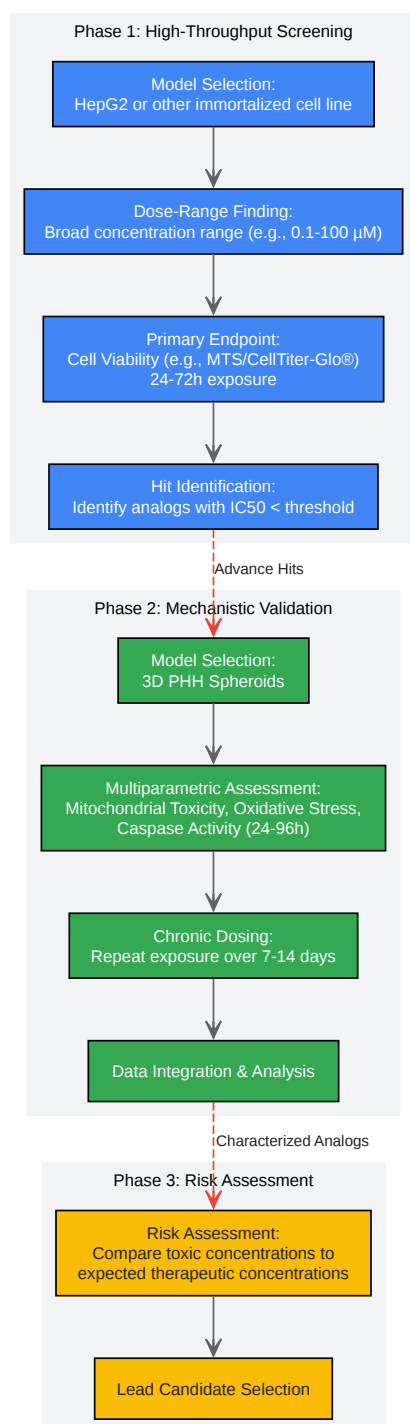 Phase 1: High-Throughput Screening
Model Selection:
HepG2 or other immortalized cell line
Dose-Range Finding:
Broad concentration range (e.g., 0.1-100 µM)
Primary Endpoint:
Cell Viability (e.g., MTS/CellTiter-Glo®)
24-72h exposure
Hit Identification:
Identify analogs with IC50 < threshold
Advance Hits
Phase 2: Mechanistic Validation
Model Selection:
3D PHH Spheroids
Multiparametric Assessment:
Mitochondrial Toxicity, Oxidative Stress,
Caspase Activity (24-96h)
Chronic Dosing:
Repeat exposure over 7-14 days
Data Integration & Analysis
Characterized Analogs
Phase 3: Risk Assessment
Risk Assessment:
Compare toxic concentrations to
expected therapeutic concentrations
Lead Candidate Selection